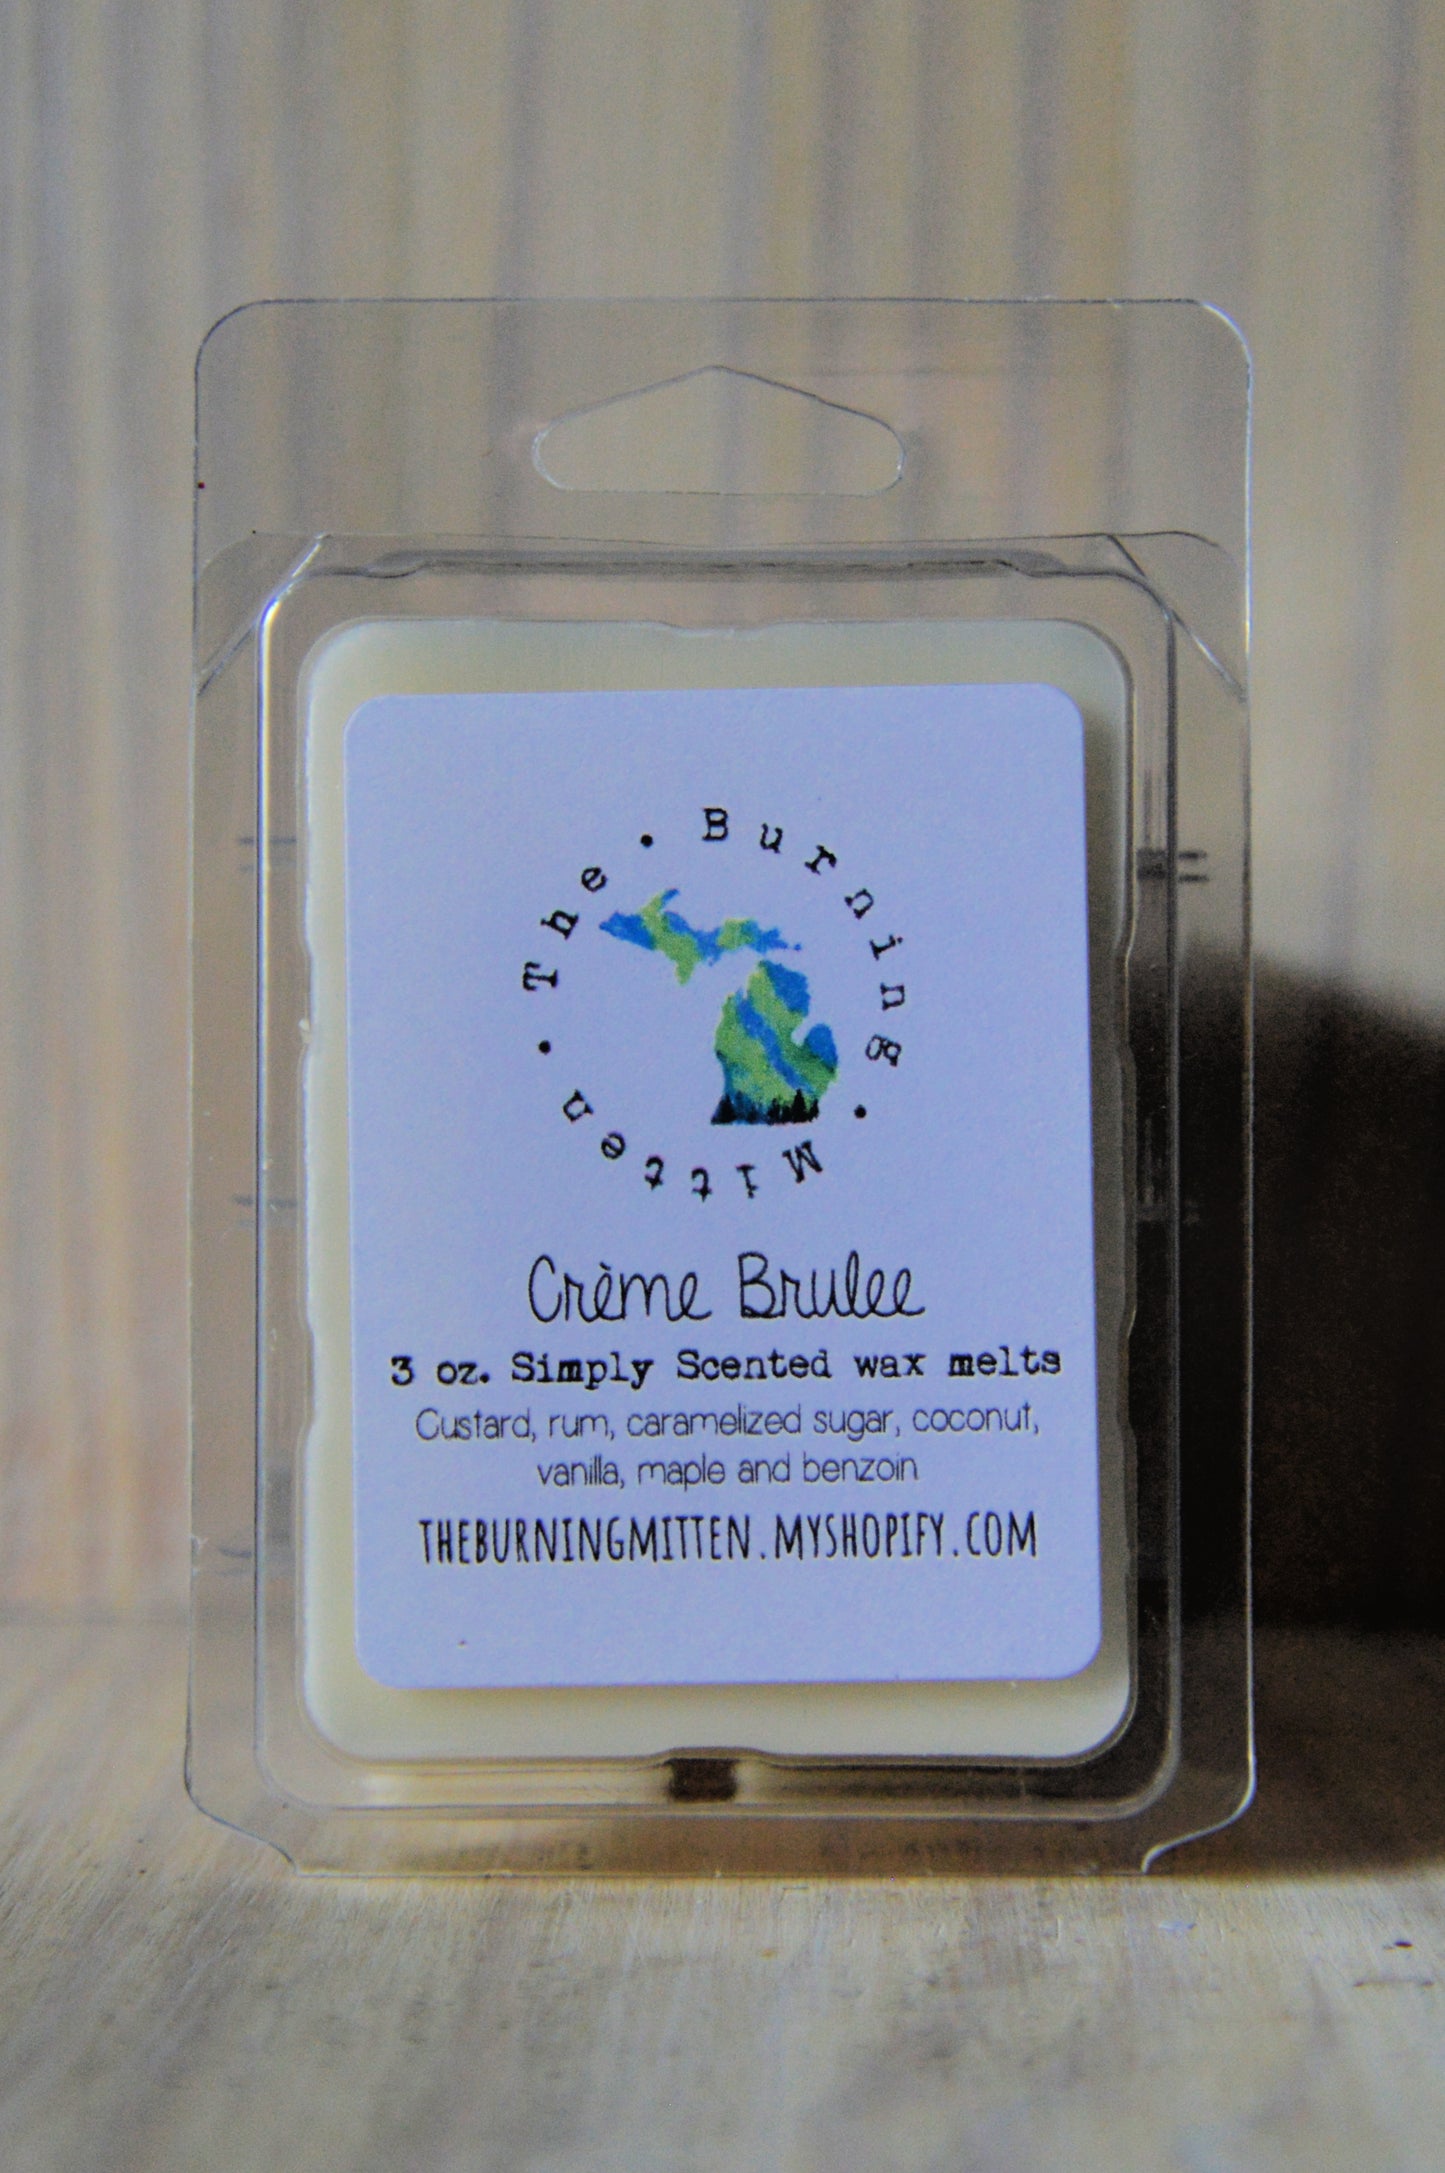 The • Burning • Mitten •
Crème Brulee
3 oz. Simply Scented wax melts
Custard, rum, caramelized sugar, coconut,
vanilla, maple and benzoin
THEBURNINGMITTEN.MYSHOPIFY.COM